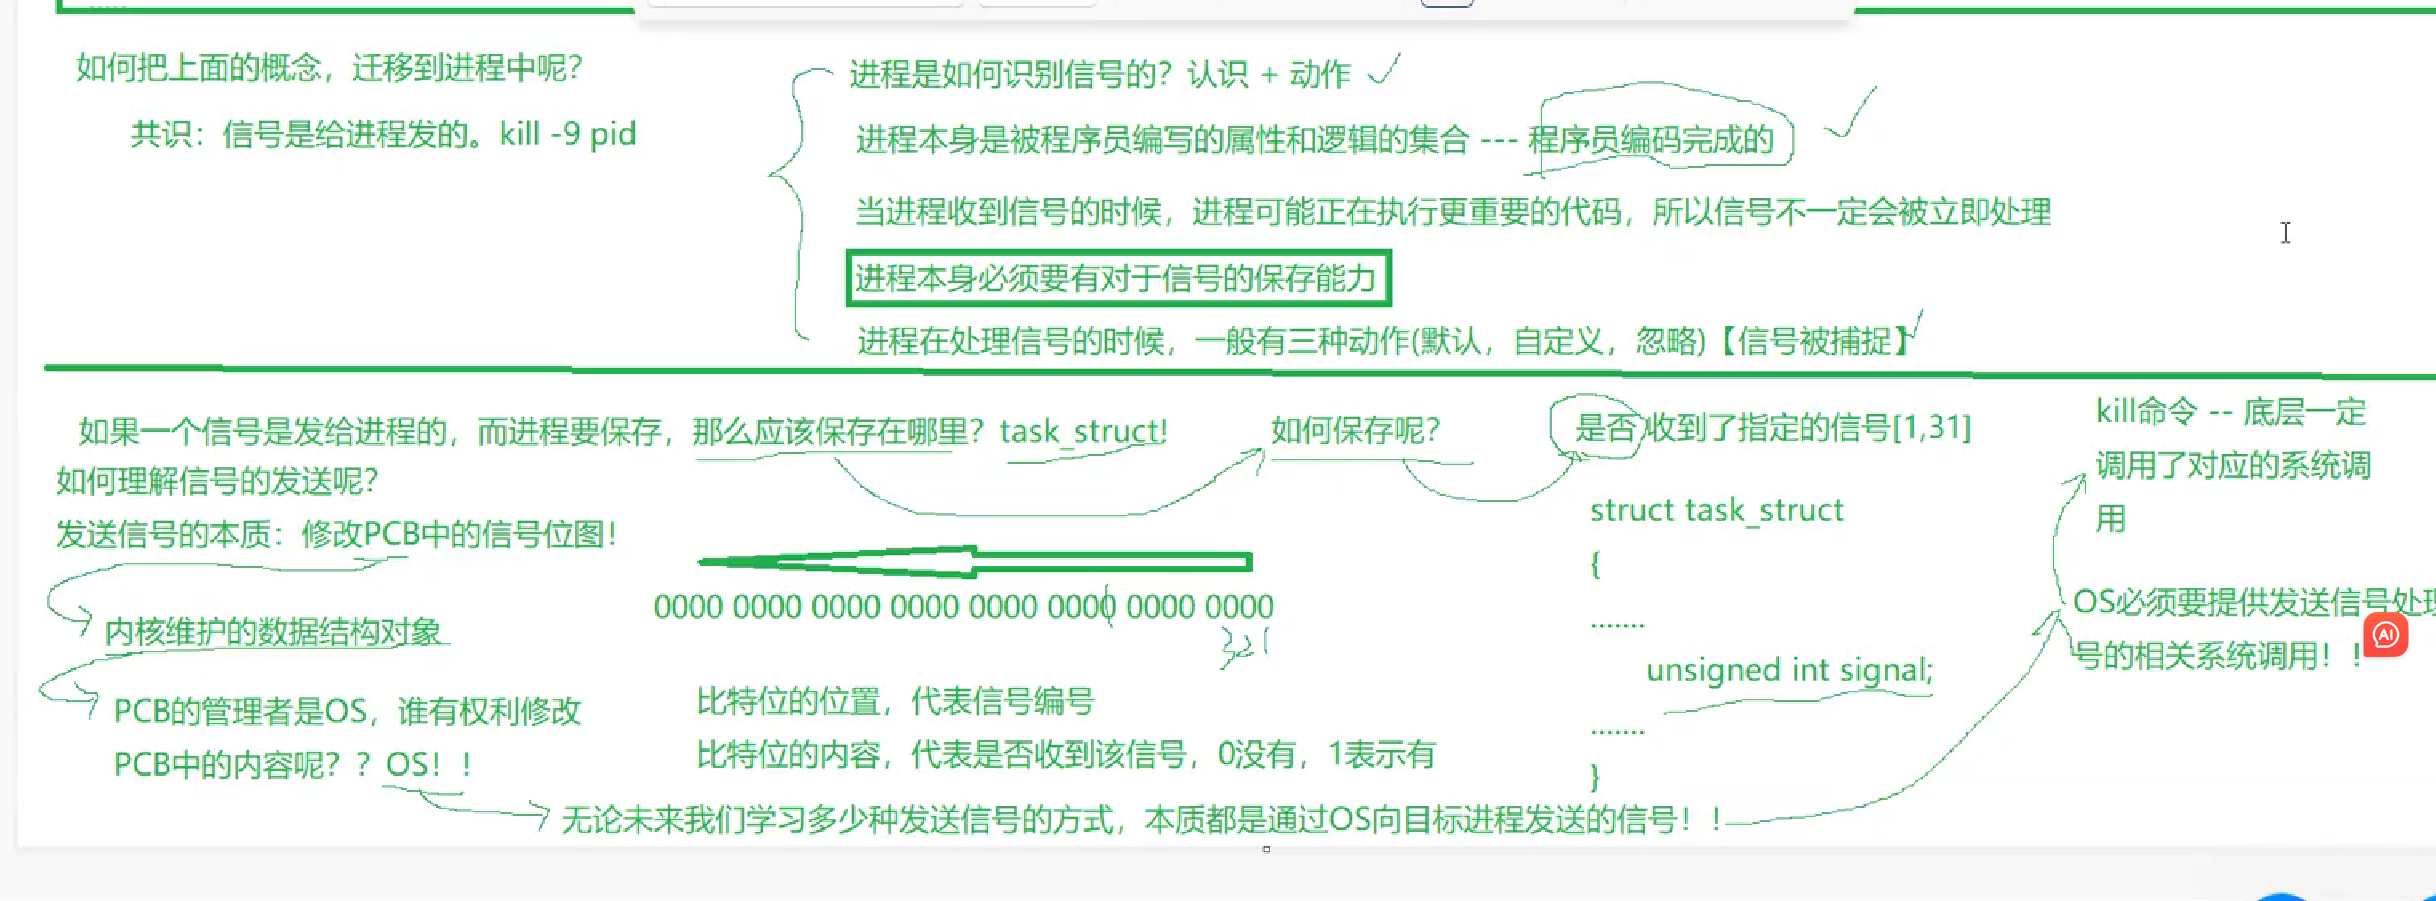 如何把上面的概念，迁移到进程中呢？
共识：信号是给进程发的。kill -9 pid
进程是如何识别信号的？认识 + 动作
进程本身是被程序员编写的属性和逻辑的集合 --- 程序员编码完成的
当进程收到信号的时候，进程可能正在执行更重要的代码，所以信号不一定会被立即处理
进程本身必须要有对于信号的保存能力
进程在处理信号的时候，一般有三种动作(默认，自定义，忽略)【信号被捕捉】
如果一个信号是发给进程的，而进程要保存，那么应该保存在哪里？task_struct!
如何理解信号的发送呢？
发送信号的本质：修改PCB中的信号位图！
内核维护的数据结构对象
PCB的管理者是OS，谁有权利修改
PCB中的内容呢？？OS！！
如何保存呢？
0000 0000 0000 0000 0000 0000 0000 0000
321
比特位的位置，代表信号编号
比特位的内容，代表是否收到该信号，0没有，1表示有
无论未来我们学习多少种发送信号的方式，本质都是通过OS向目标进程发送的信号！！
是否收到了指定的信号[1,31]
struct task_struct
{
.......
unsigned int signal;
.......
}
kill命令 -- 底层一定
调用了对应的系统调
用
OS必须要提供发送信号处理
号的相关系统调用！！
AI